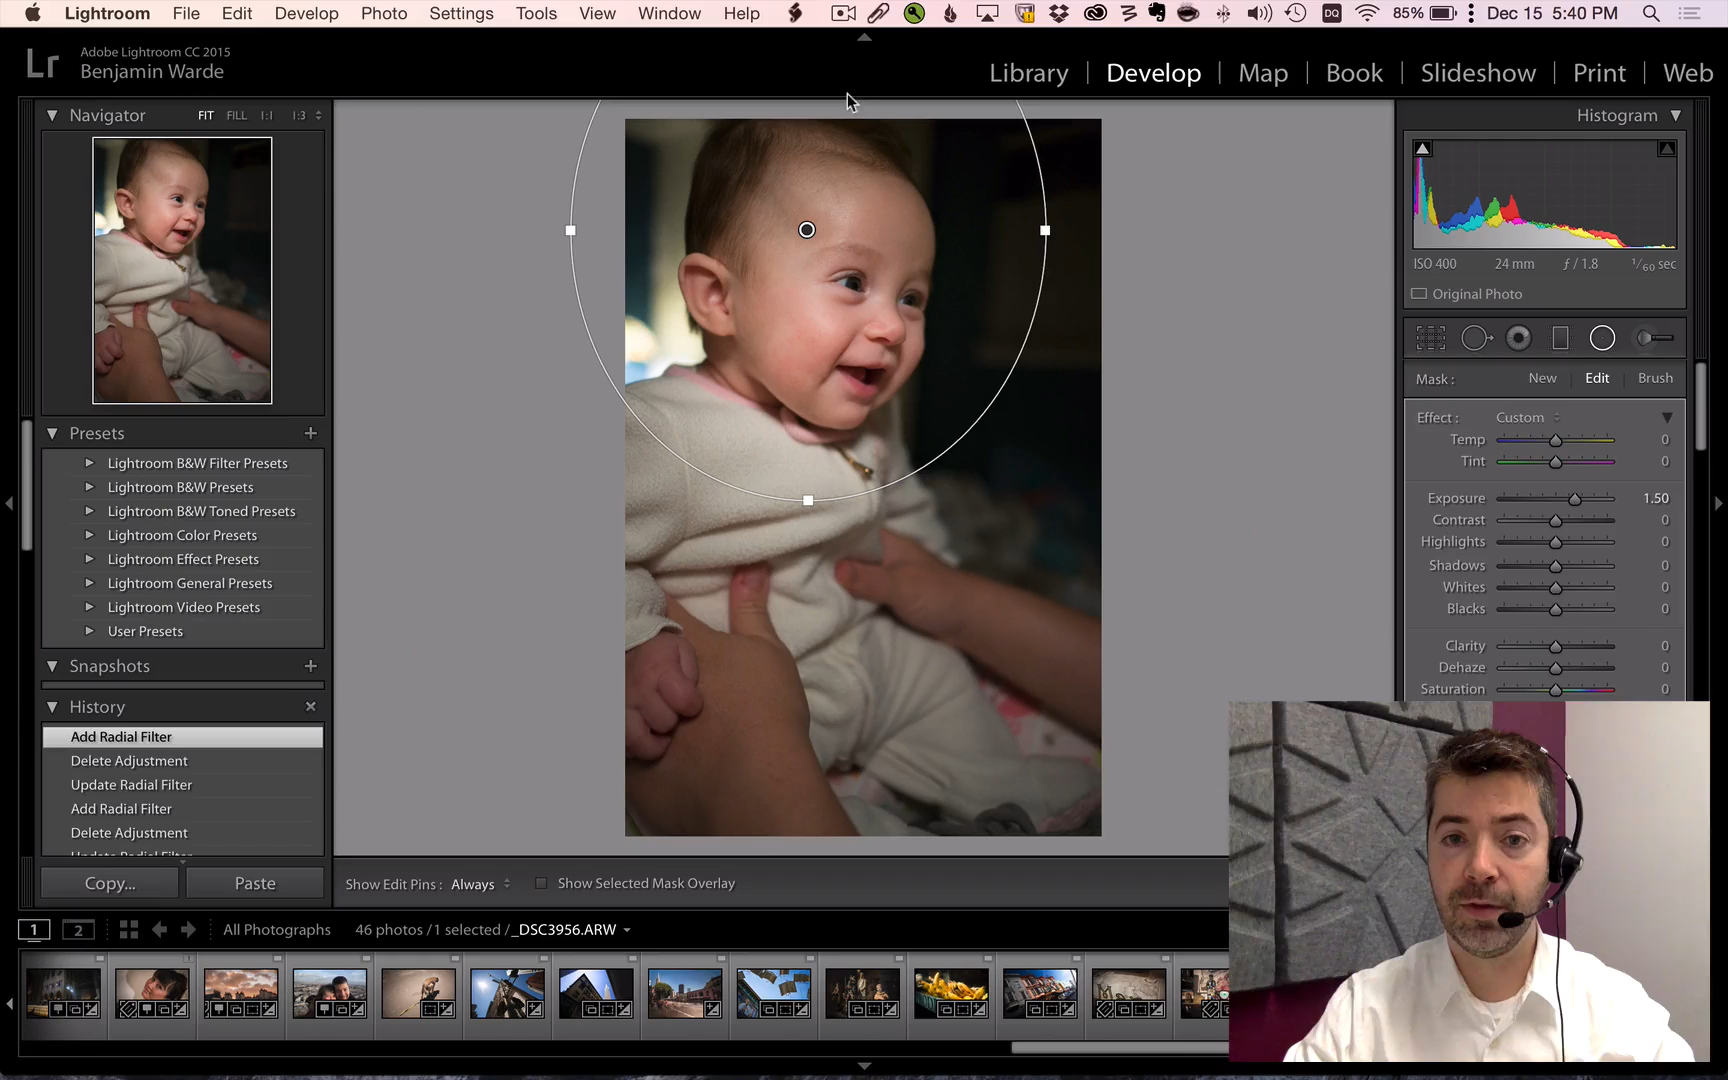 Lightroom File Edit Develop Photo Settings Tools View Window Help DQ 85% Dec 15 5:40 PM
Lr Adobe Lightroom CC 2015
Benjamin Warde
Library | Develop | Map | Book | Slideshow | Print | Web
Navigator FIT FILL 1:1 1:3
Histogram
ISO 400 24 mm ƒ / 1.8 1/60 sec
Original Photo
Mask : New Edit Brush
Effect : Custom
Temp 0
Tint 0
Exposure 1.50
Contrast 0
Highlights 0
Shadows 0
Whites 0
Blacks 0
Clarity 0
Dehaze 0
Saturation 0
Presets +
Lightroom B&W Filter Presets
Lightroom B&W Presets
Lightroom B&W Toned Presets
Lightroom Color Presets
Lightroom Effect Presets
Lightroom General Presets
Lightroom Video Presets
User Presets
Snapshots +
History ×
Add Radial Filter
Delete Adjustment
Update Radial Filter
Add Radial Filter
Delete Adjustment
Update Radial Filter
Copy... Paste
Show Edit Pins : Always Show Selected Mask Overlay
1 2 All Photographs 46 photos / 1 selected / _DSC3956.ARW